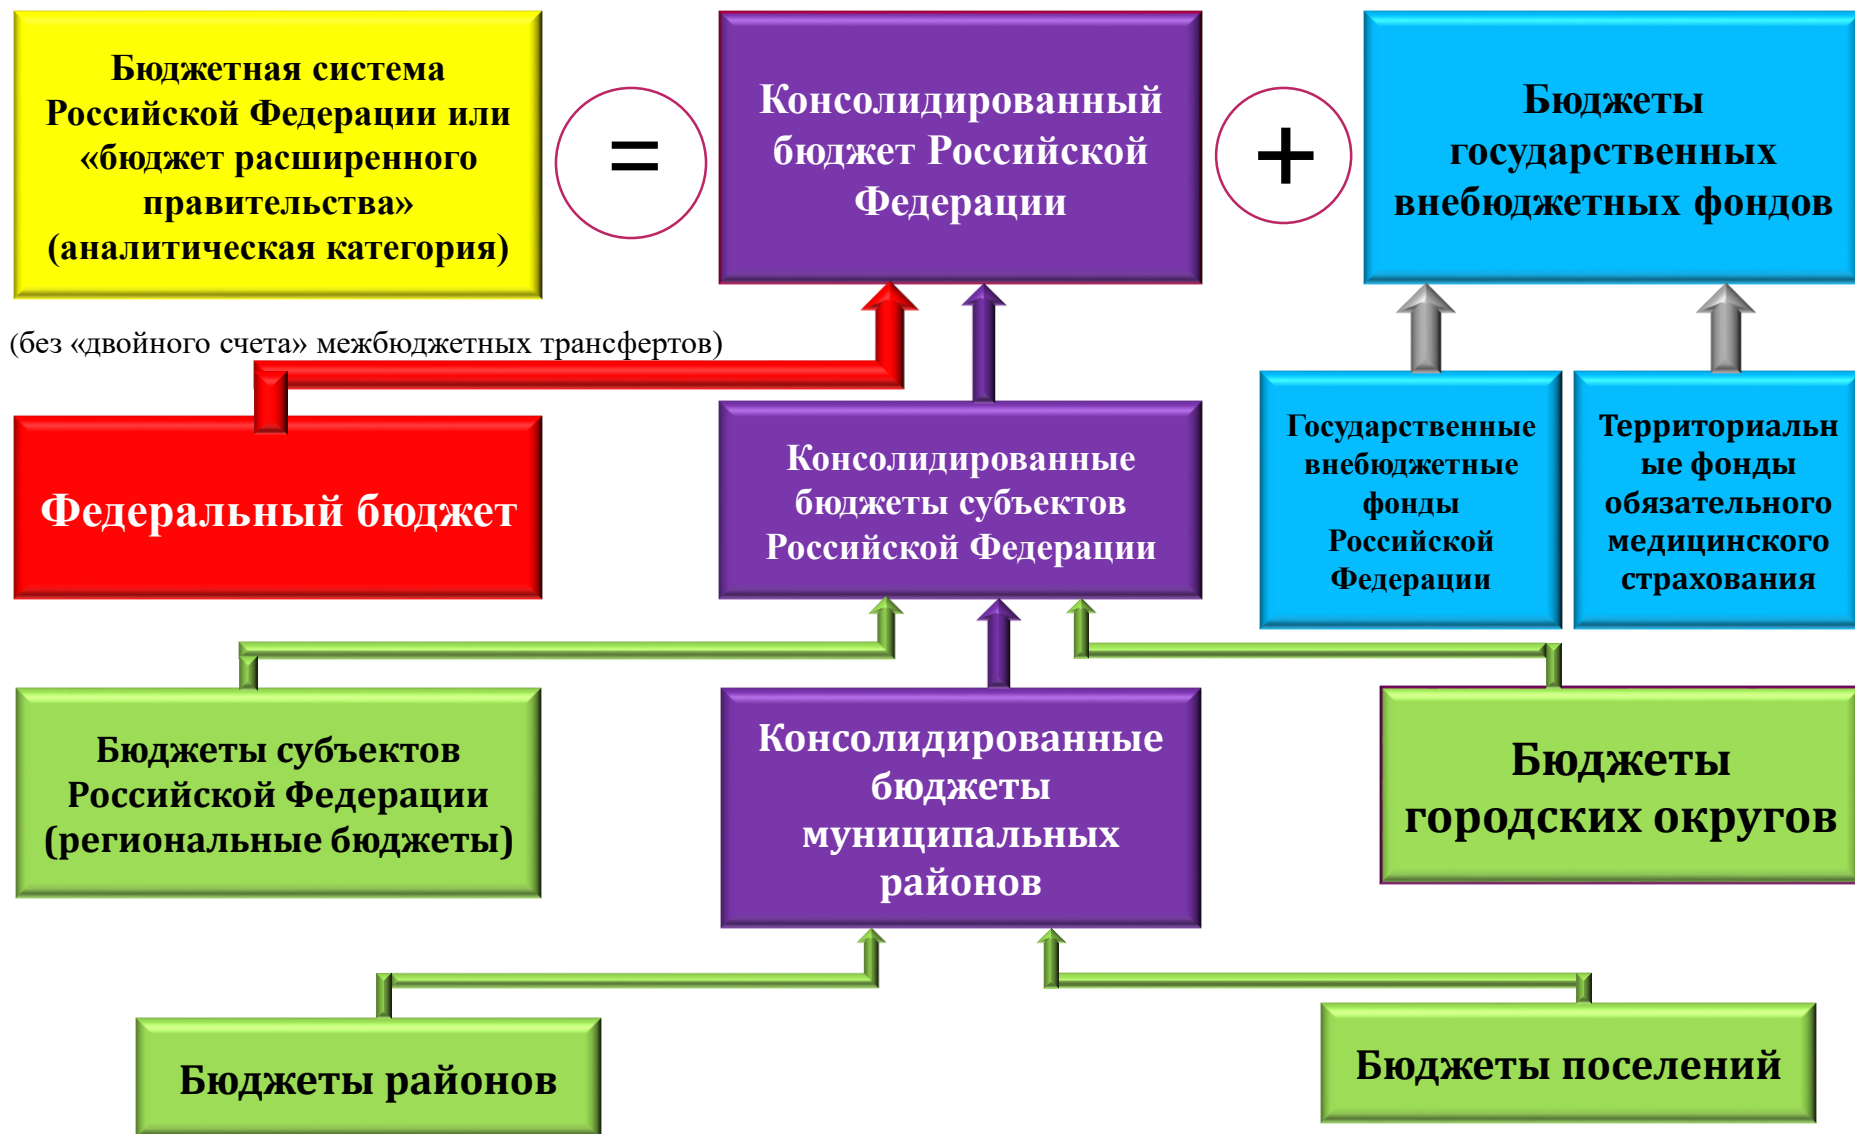 Бюджетная система
Российской Федерации или
«бюджет расширенного
правительства»
(аналитическая категория)
=
Консолидированный
бюджет Российской
Федерации
+
Бюджеты
государственных
внебюджетных фондов
(без «двойного счета» межбюджетных трансфертов)
Федеральный бюджет
Консолидированные
бюджеты субъектов
Российской Федерации
Государственные
внебюджетные
фонды
Российской
Федерации
Территориальн
ые фонды
обязательного
медицинского
страхования
Бюджеты субъектов
Российской Федерации
(региональные бюджеты)
Консолидированные
бюджеты
муниципальных
районов
Бюджеты
городских округов
Бюджеты районов
Бюджеты поселений